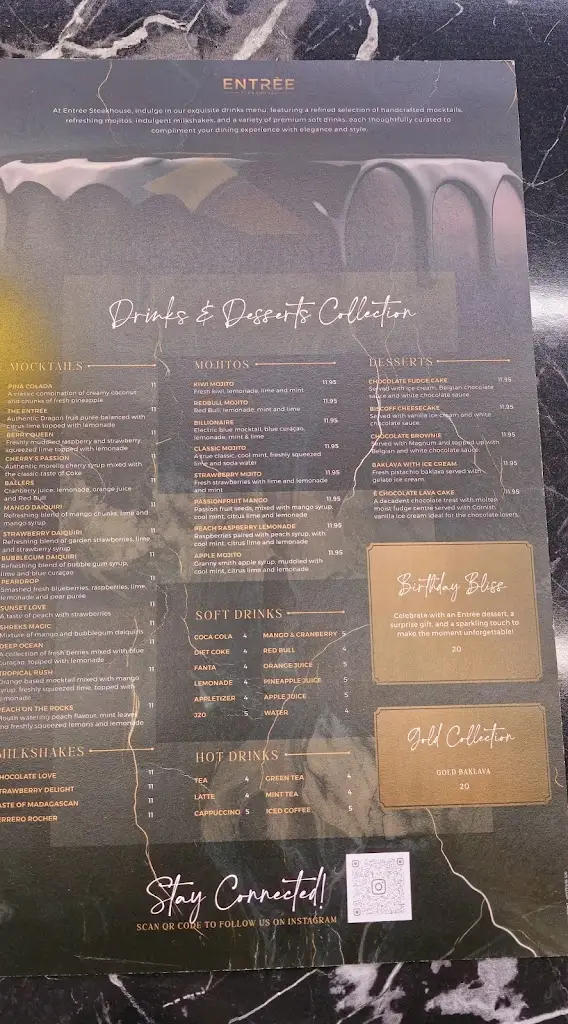 ENTRÈE
At Entrèe Steakhouse, indulge in our exquisite drinks menu, featuring a refined selection of handcrafted mocktails,
refreshing mojitos, indulgent milkshakes, and a variety of premium soft drinks, each thoughtfully curated to
compliment your dining experience with elegance and style.
Drinks & Desserts Collection
MOCKTAILS
PINA COLADA 11
A classic combination of creamy coconut
and chunks of fresh pineapple
THE ENTREE 11
Authentic Dragon fruit puree balanced with
citrus lime topped with lemonade
BERRY QUEEN 11
Freshly muddled raspberry and strawberry,
squeezed lime topped with lemonade
CHERRY'S PASSION 11
Authentic morello cherry syrup mixed with
the classic taste of Coke
BALLERS 11
Cranberry juice, lemonade, orange juice
and Red Bull
MANGO DAIQUIRI 11
Refreshing blend of mango chunks, lime and
mango syrup
STRAWBERRY DAIQUIRI 11
Refreshing blend of garden strawberries, lime
and strawberry syrup
BUBBLEGUM DAIQUIRI 11
Refreshing blend of bubble gum syrup,
lime and blue curaçao
PEARDROP 11
Smashed fresh blueberries, raspberries, lime,
lemonade and pear puree
SUNSET LOVE 11
A taste of peach with strawberries
SHREKS MAGIC 11
Mixture of mango and bubblegum daiquiris
DEEP OCEAN 11
A collection of fresh berries mixed with blue
curaçao, topped with lemonade
TROPICAL RUSH 11
Orange based mocktail mixed with mango
syrup, freshly squeezed lime, topped with
lemonade
PEACH ON THE ROCKS 11
Mouth watering peach flavour, mint leaves
and freshly squeezed lemons and lemonade
MILKSHAKES
CHOCOLATE LOVE 11
STRAWBERRY DELIGHT 11
TASTE OF MADAGASCAN 11
FERRERO ROCHER 11
MOJITOS
KIWI MOJITO 11.95
Fresh kiwi, lemonade, lime and mint
REDBULL MOJITO 11.95
Red Bull, lemonade, mint and lime
BILLIONAIRE 11.95
Electric blue mocktail, blue curaçao,
lemonade, mint & lime
CLASSIC MOJITO 11.95
A true classic, cool mint, freshly squeezed
lime and soda water
STRAWBERRY MOJITO 11.95
Fresh strawberries with lime and lemonade
and mint
PASSIONFRUIT MANGO 11.95
Passion fruit seeds, mixed with mango syrup,
cool mint, citrus lime and lemonade
PEACH RASPBERRY LEMONADE 11.95
Raspberries paired with peach syrup, with
cool mint, citrus lime and lemonade
APPLE MOJITO 11.95
Granny smith apple syrup, muddled with
cool mint, citrus lime and lemonade
SOFT DRINKS
COCA COLA 4 MANGO & CRANBERRY 5
DIET COKE 4 RED BULL 4
FANTA 4 ORANGE JUICE 5
LEMONADE 4 PINEAPPLE JUICE 5
APPLETIZER 4 APPLE JUICE 5
J2O 5 WATER 4
HOT DRINKS
TEA 4 GREEN TEA 4
LATTE 4 MINT TEA 4
CAPPUCCINO 5 ICED COFFEE 5
DESSERTS
CHOCOLATE FUDGE CAKE 11.95
Served with ice cream, Belgian chocolate
sauce and white chocolate sauce
BISCOFF CHEESECAKE 11.95
Served with vanilla ice cream and white
chocolate sauce.
CHOCOLATE BROWNIE 11.95
Served with Magnum and topped up with
Belgian and white chocolate sauce.
BAKLAVA WITH ICE CREAM 11.95
Fresh pistachio baklava served with
gelato ice cream.
È CHOCOLATE LAVA CAKE 11.95
A decadent chocolate treat with molten
moist fudge centre served with Cornish
vanilla ice cream ideal for the chocolate lovers.
Birthday Bliss
Celebrate with an Entrèe dessert, a
surprise gift, and a sparkling touch to
make the moment unforgettable!
20
Gold Collection
GOLD BAKLAVA
20
Stay Connected!
SCAN QR CODE TO FOLLOW US ON INSTAGRAM